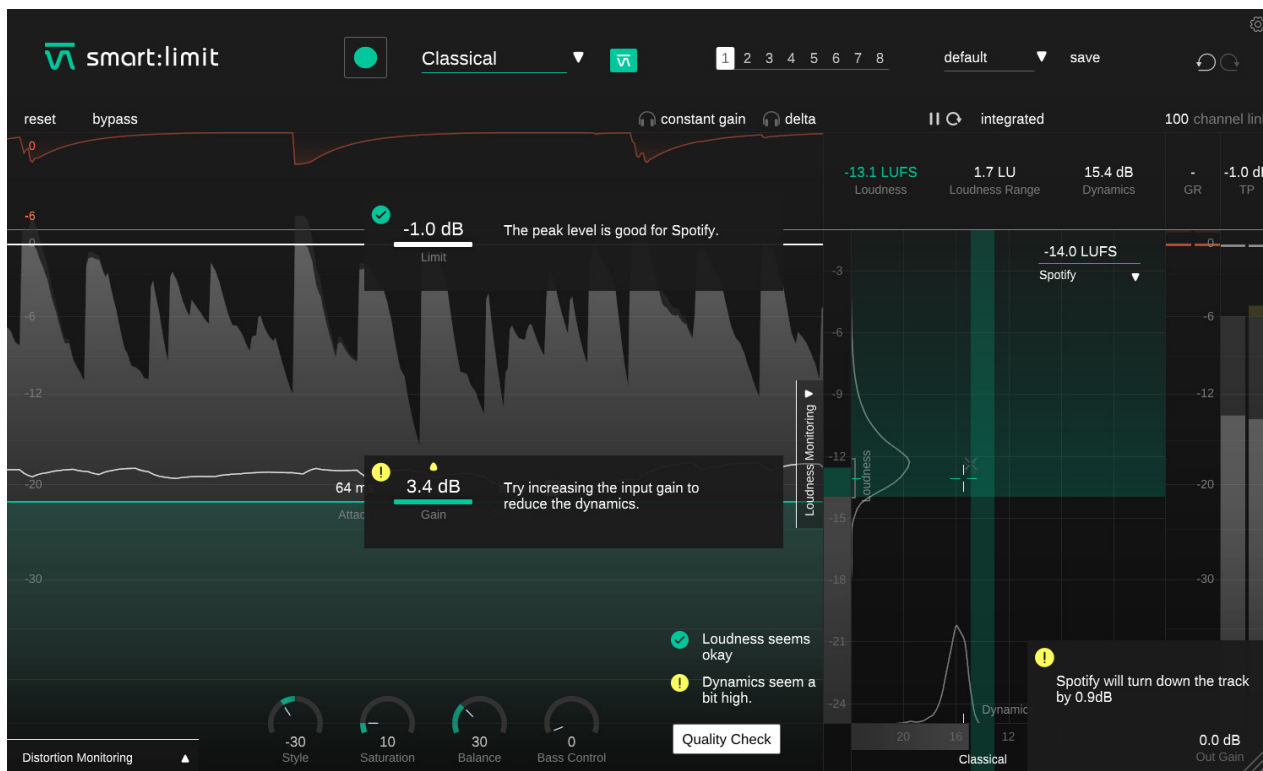 smart:limit
Classical
1 2 3 4 5 6 7 8
default
save
reset
bypass
constant gain
delta
integrated
100 channel lin
0
-6
0
-6
-12
-20
-30
-1.0 dB
Limit
The peak level is good for Spotify.
64 m
Attac
3.4 dB
Gain
Try increasing the input gain to
reduce the dynamics.
Loudness seems
okay
Dynamics seem a
bit high.
Quality Check
-30
Style
10
Saturation
30
Balance
0
Bass Control
Distortion Monitoring
Loudness Monitoring
-13.1 LUFS
Loudness
1.7 LU
Loudness Range
15.4 dB
Dynamics
-
GR
-1.0 d
TP
-14.0 LUFS
Spotify
-3
-6
-9
-12
-15
-18
-21
-24
Loudness
Dynamic
20
16
12
Classical
0
-6
-12
-20
-30
Spotify will turn down the track
by 0.9dB
0.0 dB
Out Gain